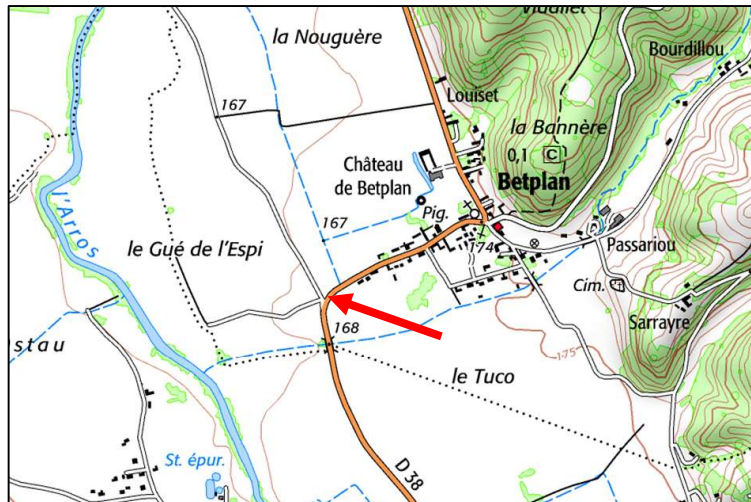 la Nouguère
Bourdillou
Louiset
167
la Bannère
0,1
C
Betplan
Château
de Betplan
Pig.
l'Arros
167
le Gué de l'Espi
174
Passariou
Cim.
Sarrayre
168
175
le Tuco
D 38
St. épur.